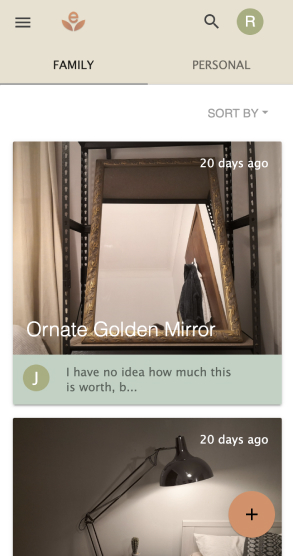 R
FAMILY
PERSONAL
SORT BY
20 days ago
Ornate Golden Mirror
J
I have no idea how much this
is worth, b...
20 days ago
+